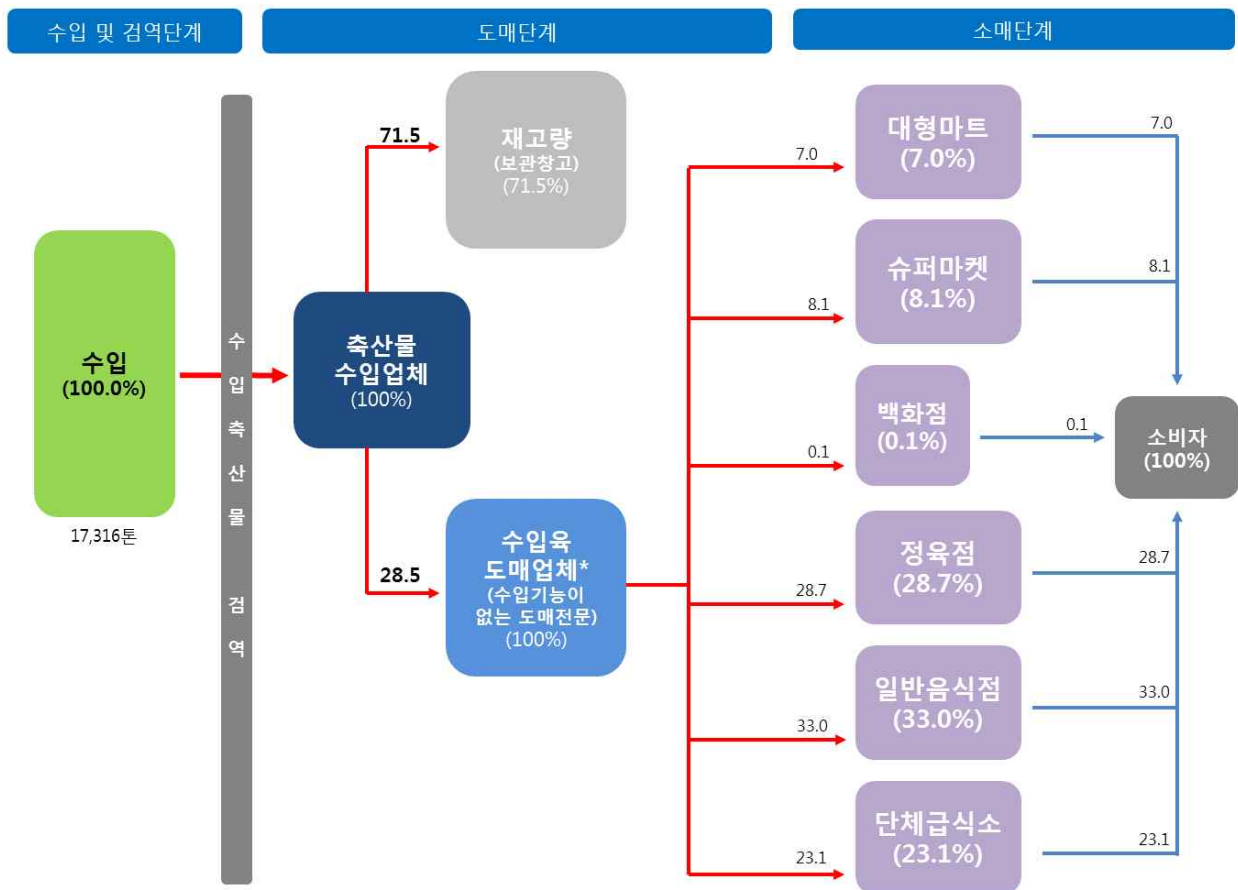 수입 및 검역단계
도매단계
소매단계
수입
(100.0%)
17,316톤
수
입
축
산
물
검
역
축산물
수입업체
(100%)
71.5
재고량
(보관창고)
(71.5%)
28.5
수입육
도매업체*
(수입기능이
없는 도매전문)
(100%)
7.0
대형마트
(7.0%)
7.0
8.1
슈퍼마켓
(8.1%)
8.1
0.1
백화점
(0.1%)
0.1
28.7
정육점
(28.7%)
28.7
33.0
일반음식점
(33.0%)
33.0
23.1
단체급식소
(23.1%)
23.1
소비자
(100%)